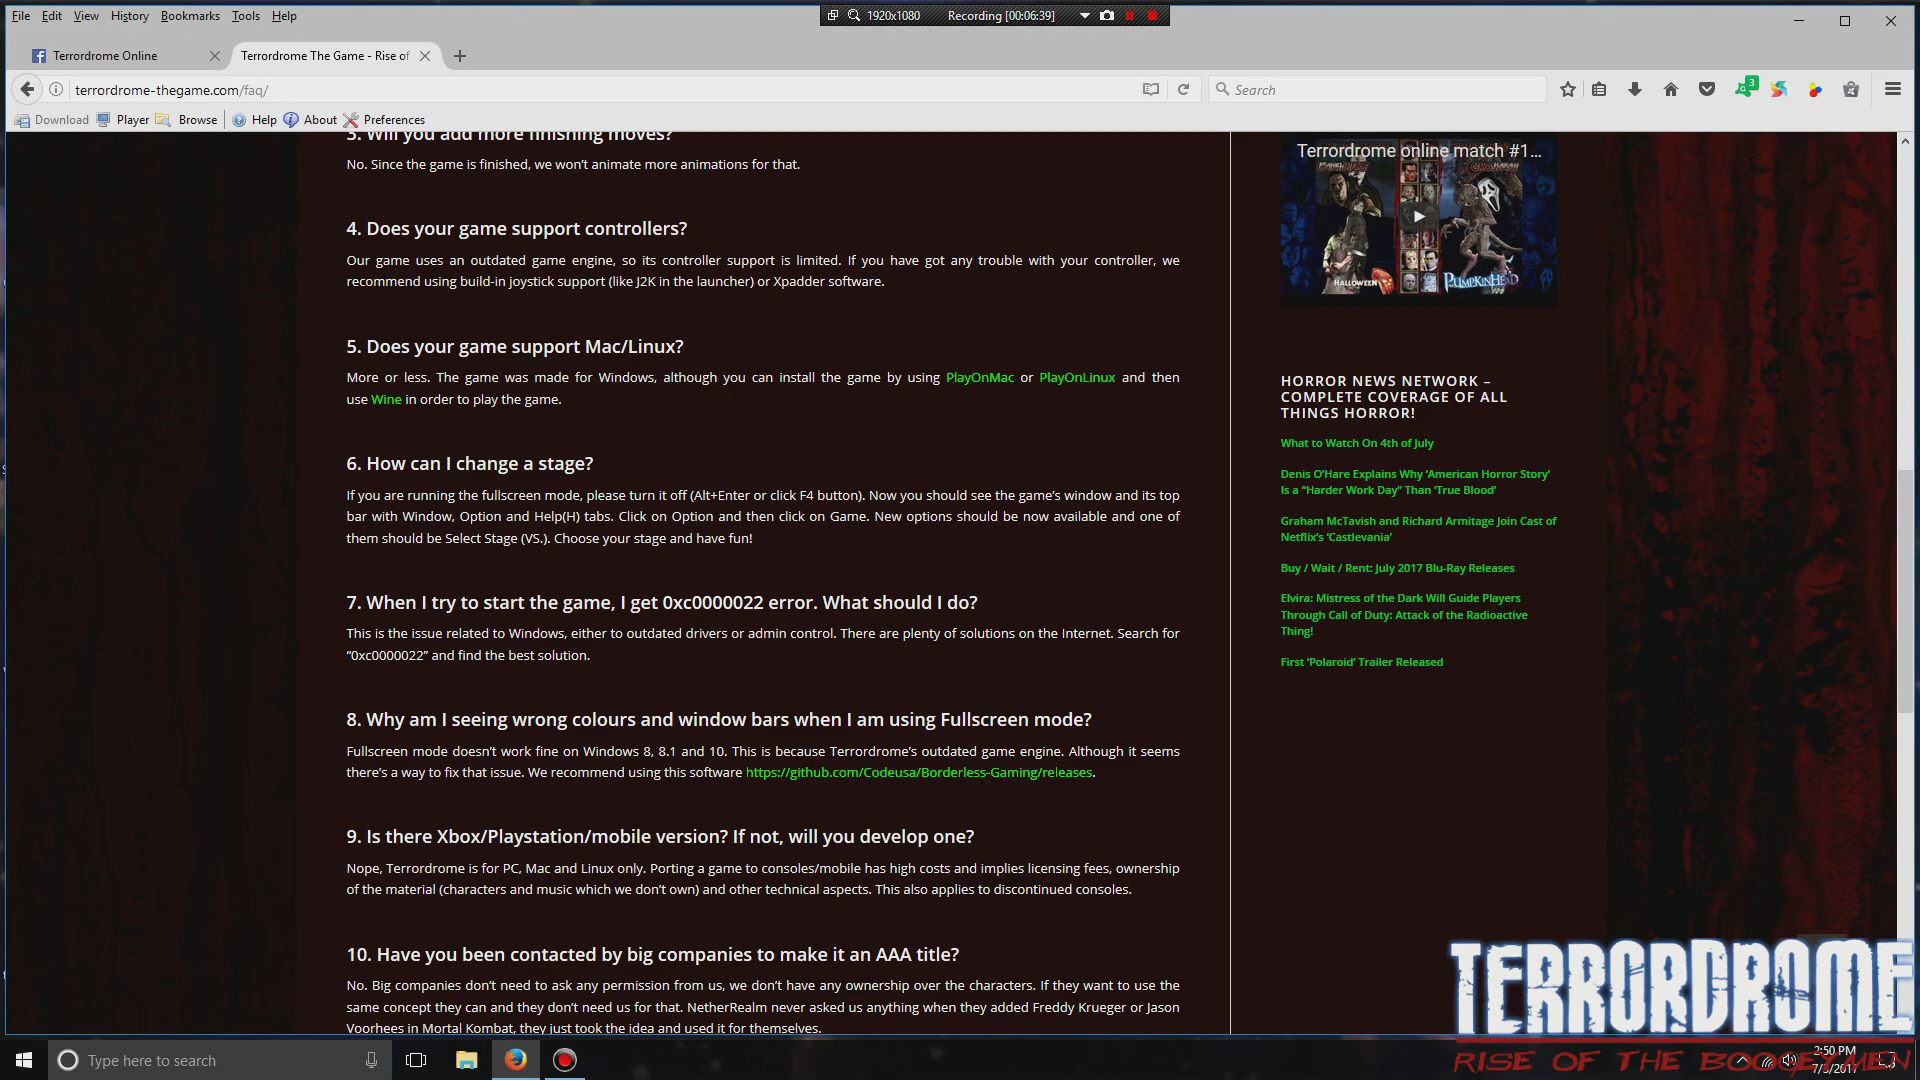 File Edit View History Bookmarks Tools Help
1920x1080 Recording [00:06:39]
Terrordrome Online
Terrordrome The Game - Rise of
terrordrome-thegame.com/faq/
Search
3
Download Player Browse Help About Preferences
3. Will you add more finishing moves?
No. Since the game is finished, we won’t animate more animations for that.
4. Does your game support controllers?
Our game uses an outdated game engine, so its controller support is limited. If you have got any trouble with your controller, we
recommend using build-in joystick support (like J2K in the launcher) or Xpadder software.
5. Does your game support Mac/Linux?
More or less. The game was made for Windows, although you can install the game by using PlayOnMac or PlayOnLinux and then
use Wine in order to play the game.
6. How can I change a stage?
If you are running the fullscreen mode, please turn it off (Alt+Enter or click F4 button). Now you should see the game’s window and its top
bar with Window, Option and Help(H) tabs. Click on Option and then click on Game. New options should be now available and one of
them should be Select Stage (VS.). Choose your stage and have fun!
7. When I try to start the game, I get 0xc0000022 error. What should I do?
This is the issue related to Windows, either to outdated drivers or admin control. There are plenty of solutions on the Internet. Search for
“0xc0000022” and find the best solution.
8. Why am I seeing wrong colours and window bars when I am using Fullscreen mode?
Fullscreen mode doesn’t work fine on Windows 8, 8.1 and 10. This is because Terrordrome’s outdated game engine. Although it seems
there’s a way to fix that issue. We recommend using this software https://github.com/Codeusa/Borderless-Gaming/releases.
9. Is there Xbox/Playstation/mobile version? If not, will you develop one?
Nope, Terrordrome is for PC, Mac and Linux only. Porting a game to consoles/mobile has high costs and implies licensing fees, ownership
of the material (characters and music which we don’t own) and other technical aspects. This also applies to discontinued consoles.
10. Have you been contacted by big companies to make it an AAA title?
No. Big companies don’t need to ask any permission from us, we don’t have any ownership over the characters. If they want to use the
same concept they can and they don’t need us for that. NetherRealm never asked us anything when they added Freddy Krueger or Jason
Voorhees in Mortal Kombat, they just took the idea and used it for themselves.
Terrordrome online match #1...
HALLOWEEN
PUMPKINHEAD
HORROR NEWS NETWORK –
COMPLETE COVERAGE OF ALL
THINGS HORROR!
What to Watch On 4th of July
Denis O’Hare Explains Why ‘American Horror Story’
Is a “Harder Work Day” Than ‘True Blood’
Graham McTavish and Richard Armitage Join Cast of
Netflix’s ‘Castlevania’
Buy / Wait / Rent: July 2017 Blu-Ray Releases
Elvira: Mistress of the Dark Will Guide Players
Through Call of Duty: Attack of the Radioactive
Thing!
First ‘Polaroid’ Trailer Released
TERRORDROME
RISE OF THE BOOGEYMEN
Type here to search
2:50 PM